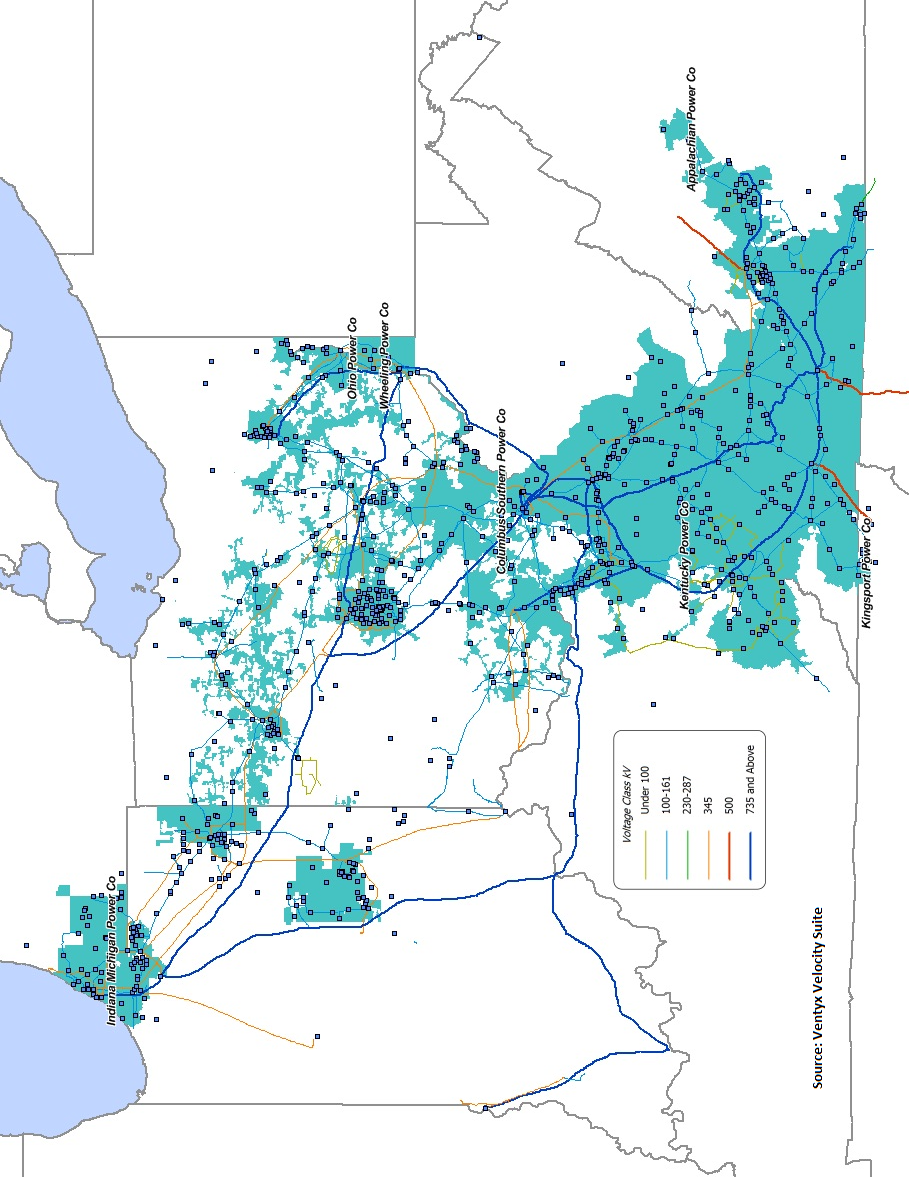 Appalachian Power Co
Ohio Power Co
Wheeling Power Co
ColumbusSouthern Power Co
Kentucky Power Co
Kingsport Power Co
Indiana Michigan Power Co
Voltage Class kV
Under 100
100-161
230-287
345
500
735 and Above
Source: Ventyx Velocity Suite